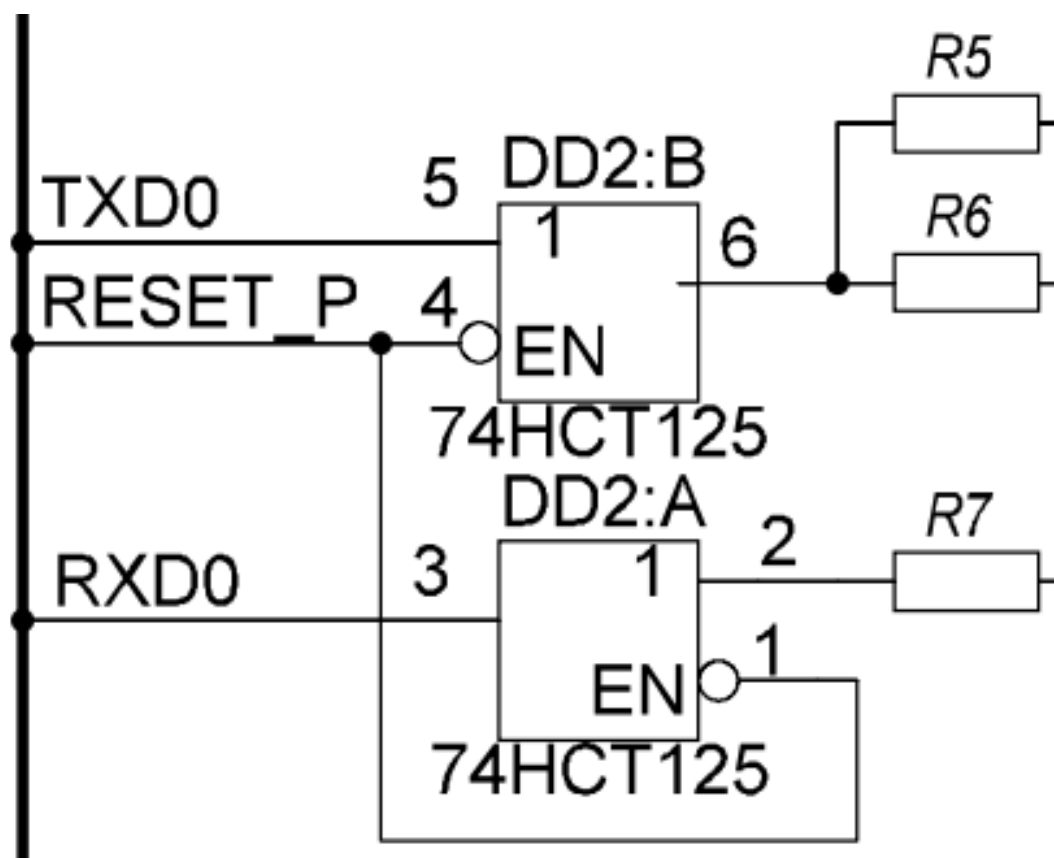 R5
DD2:B
5
TXD0
1
6
R6
RESET_P
4
EN
74HCT125
DD2:A
R7
RXD0
3
1
2
EN
1
74HCT125